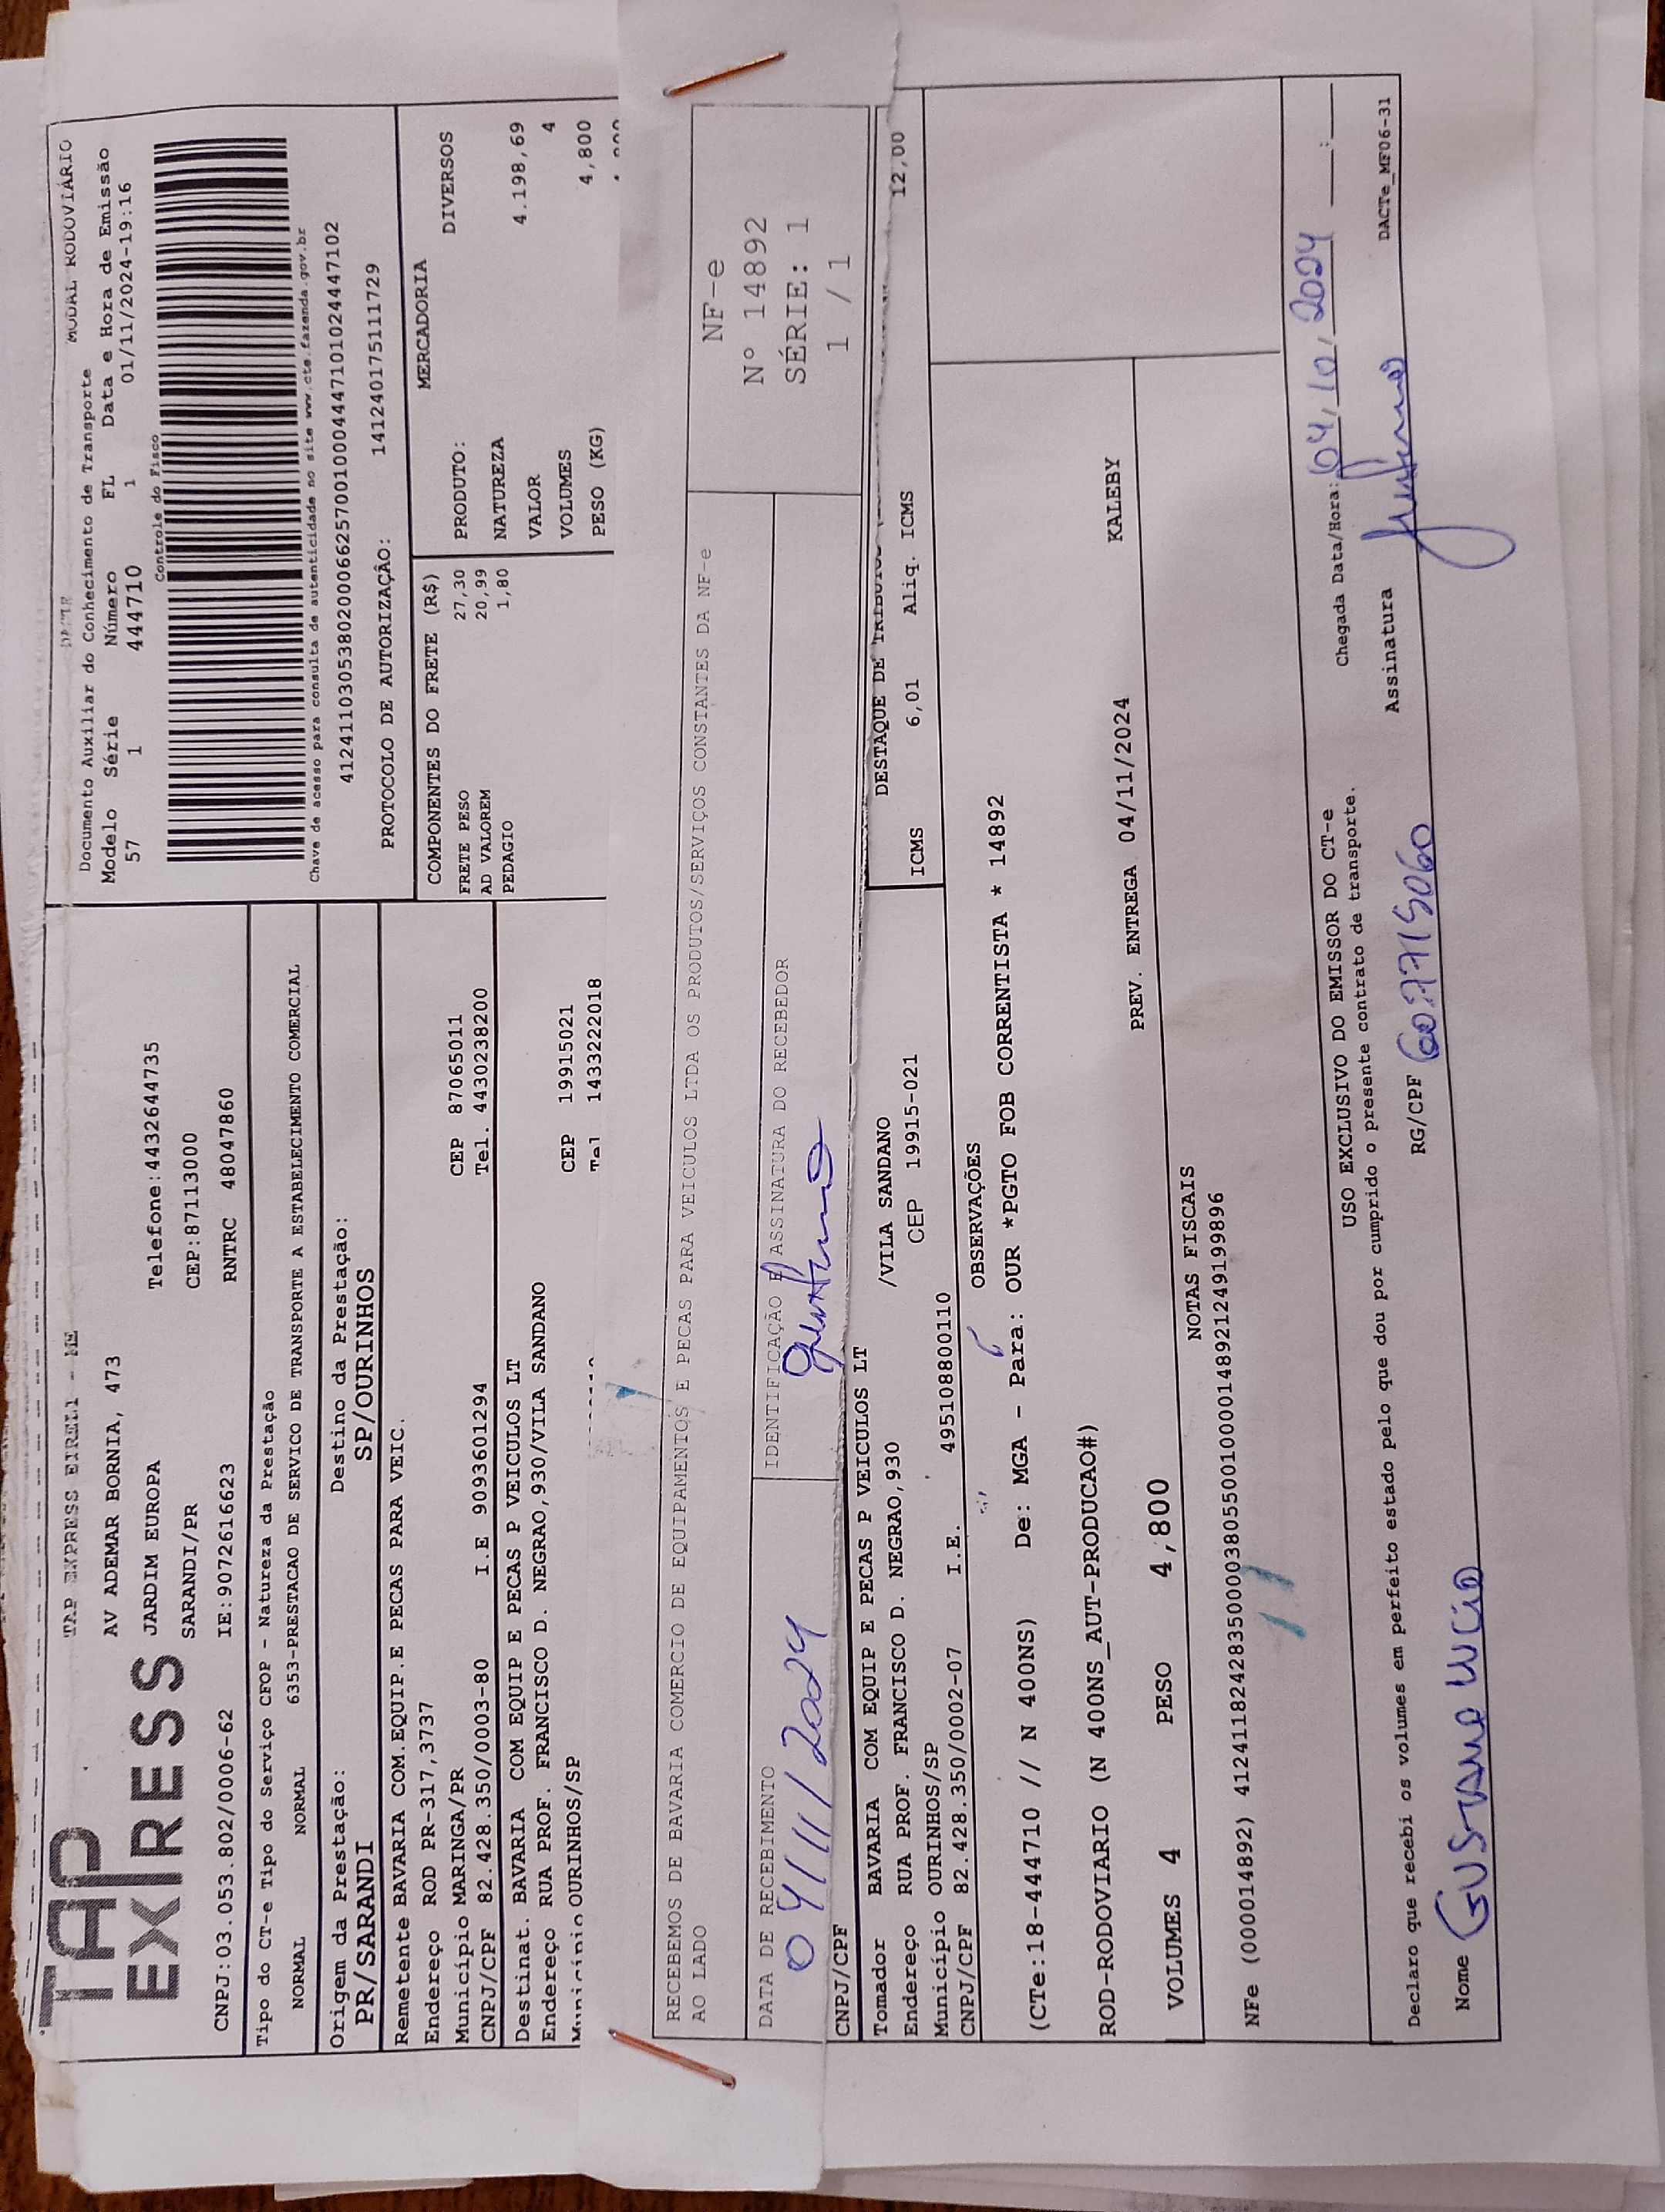 TAP
EXPRESS
TAP EXPRESS EIRELI - ME
AV ADEMAR BORNIA, 473
JARDIM EUROPA
Telefone:4432644735
SARANDI/PR
CEP:87113000
CNPJ:03.053.802/0006-62
IE:9072616623
RNTRC 48047860
DACTE
MODAL RODOVIÁRIO
Documento Auxiliar do Conhecimento de Transporte
Modelo Série Número FL Data e Hora de Emissão
57 1 444710 1 01/11/2024-19:16
Controle do Fisco
Chave de acesso para consulta de autenticidade no site www.cte.fazenda.gov.br
41241103053802000662570010004447101024447102
PROTOCOLO DE AUTORIZAÇÃO: 141240175111729
Tipo do CT-e Tipo do Serviço CFOP - Natureza da Prestação
NORMAL NORMAL 6353-PRESTACAO DE SERVICO DE TRANSPORTE A ESTABELECIMENTO COMERCIAL
Origem da Prestação: Destino da Prestação:
PR/SARANDI SP/OURINHOS
Remetente BAVARIA COM.EQUIP.E PECAS PARA VEIC.
Endereço ROD PR-317,3737
Município MARINGA/PR CEP 87065011
CNPJ/CPF 82.428.350/0003-80 I.E 9093601294 Tel. 4430238200
Destinat. BAVARIA COM EQUIP E PECAS P VEICULOS LT
Endereço RUA PROF. FRANCISCO D. NEGRAO,930/VILA SANDANO
Município OURINHOS/SP CEP 19915021
Tel 1433222018
COMPONENTES DO FRETE (R$)
FRETE PESO 27,30
AD VALOREM 20,99
PEDAGIO 1,80
MERCADORIA
PRODUTO: DIVERSOS
NATUREZA
VALOR 4.198,69
VOLUMES 4
PESO (KG) 4,800
RECEBEMOS DE BAVARIA COMERCIO DE EQUIPAMENTOS E PECAS PARA VEICULOS LTDA OS PRODUTOS/SERVIÇOS CONSTANTES DA NF-e
AO LADO
DATA DE RECEBIMENTO
04/11/2024
IDENTIFICAÇÃO E ASSINATURA DO RECEBEDOR
NF-e
Nº 14892
SÉRIE: 1
1 / 1
CNPJ/CPF
Tomador BAVARIA COM EQUIP E PECAS P VEICULOS LT
Endereço RUA PROF. FRANCISCO D. NEGRAO,930 /VILA SANDANO
Município OURINHOS/SP CEP 19915-021
CNPJ/CPF 82.428.350/0002-07 I.E. 495108800110
DESTAQUE DE TRIBUTOS
ICMS 6,01 Aliq. ICMS 12,00
OBSERVAÇÕES
(CTe:18-444710 // N 400NS) De: MGA - Para: OUR *PGTO FOB CORRENTISTA * 14892
ROD-RODOVIARIO (N 400NS_AUT-PRODUCAO#) KALEBY
VOLUMES 4 PESO 4,800 PREV. ENTREGA 04/11/2024
NOTAS FISCAIS
NFe (000014892) 41241182428350000380550010000148921249199896
USO EXCLUSIVO DO EMISSOR DO CT-e
Declaro que recebi os volumes em perfeito estado pelo que dou por cumprido o presente contrato de transporte.
Chegada Data/Hora: 04/10/2024 ___:___
Nome Gustavo Lucio RG/CPF 607715060 Assinatura
DACTe_MF06-31